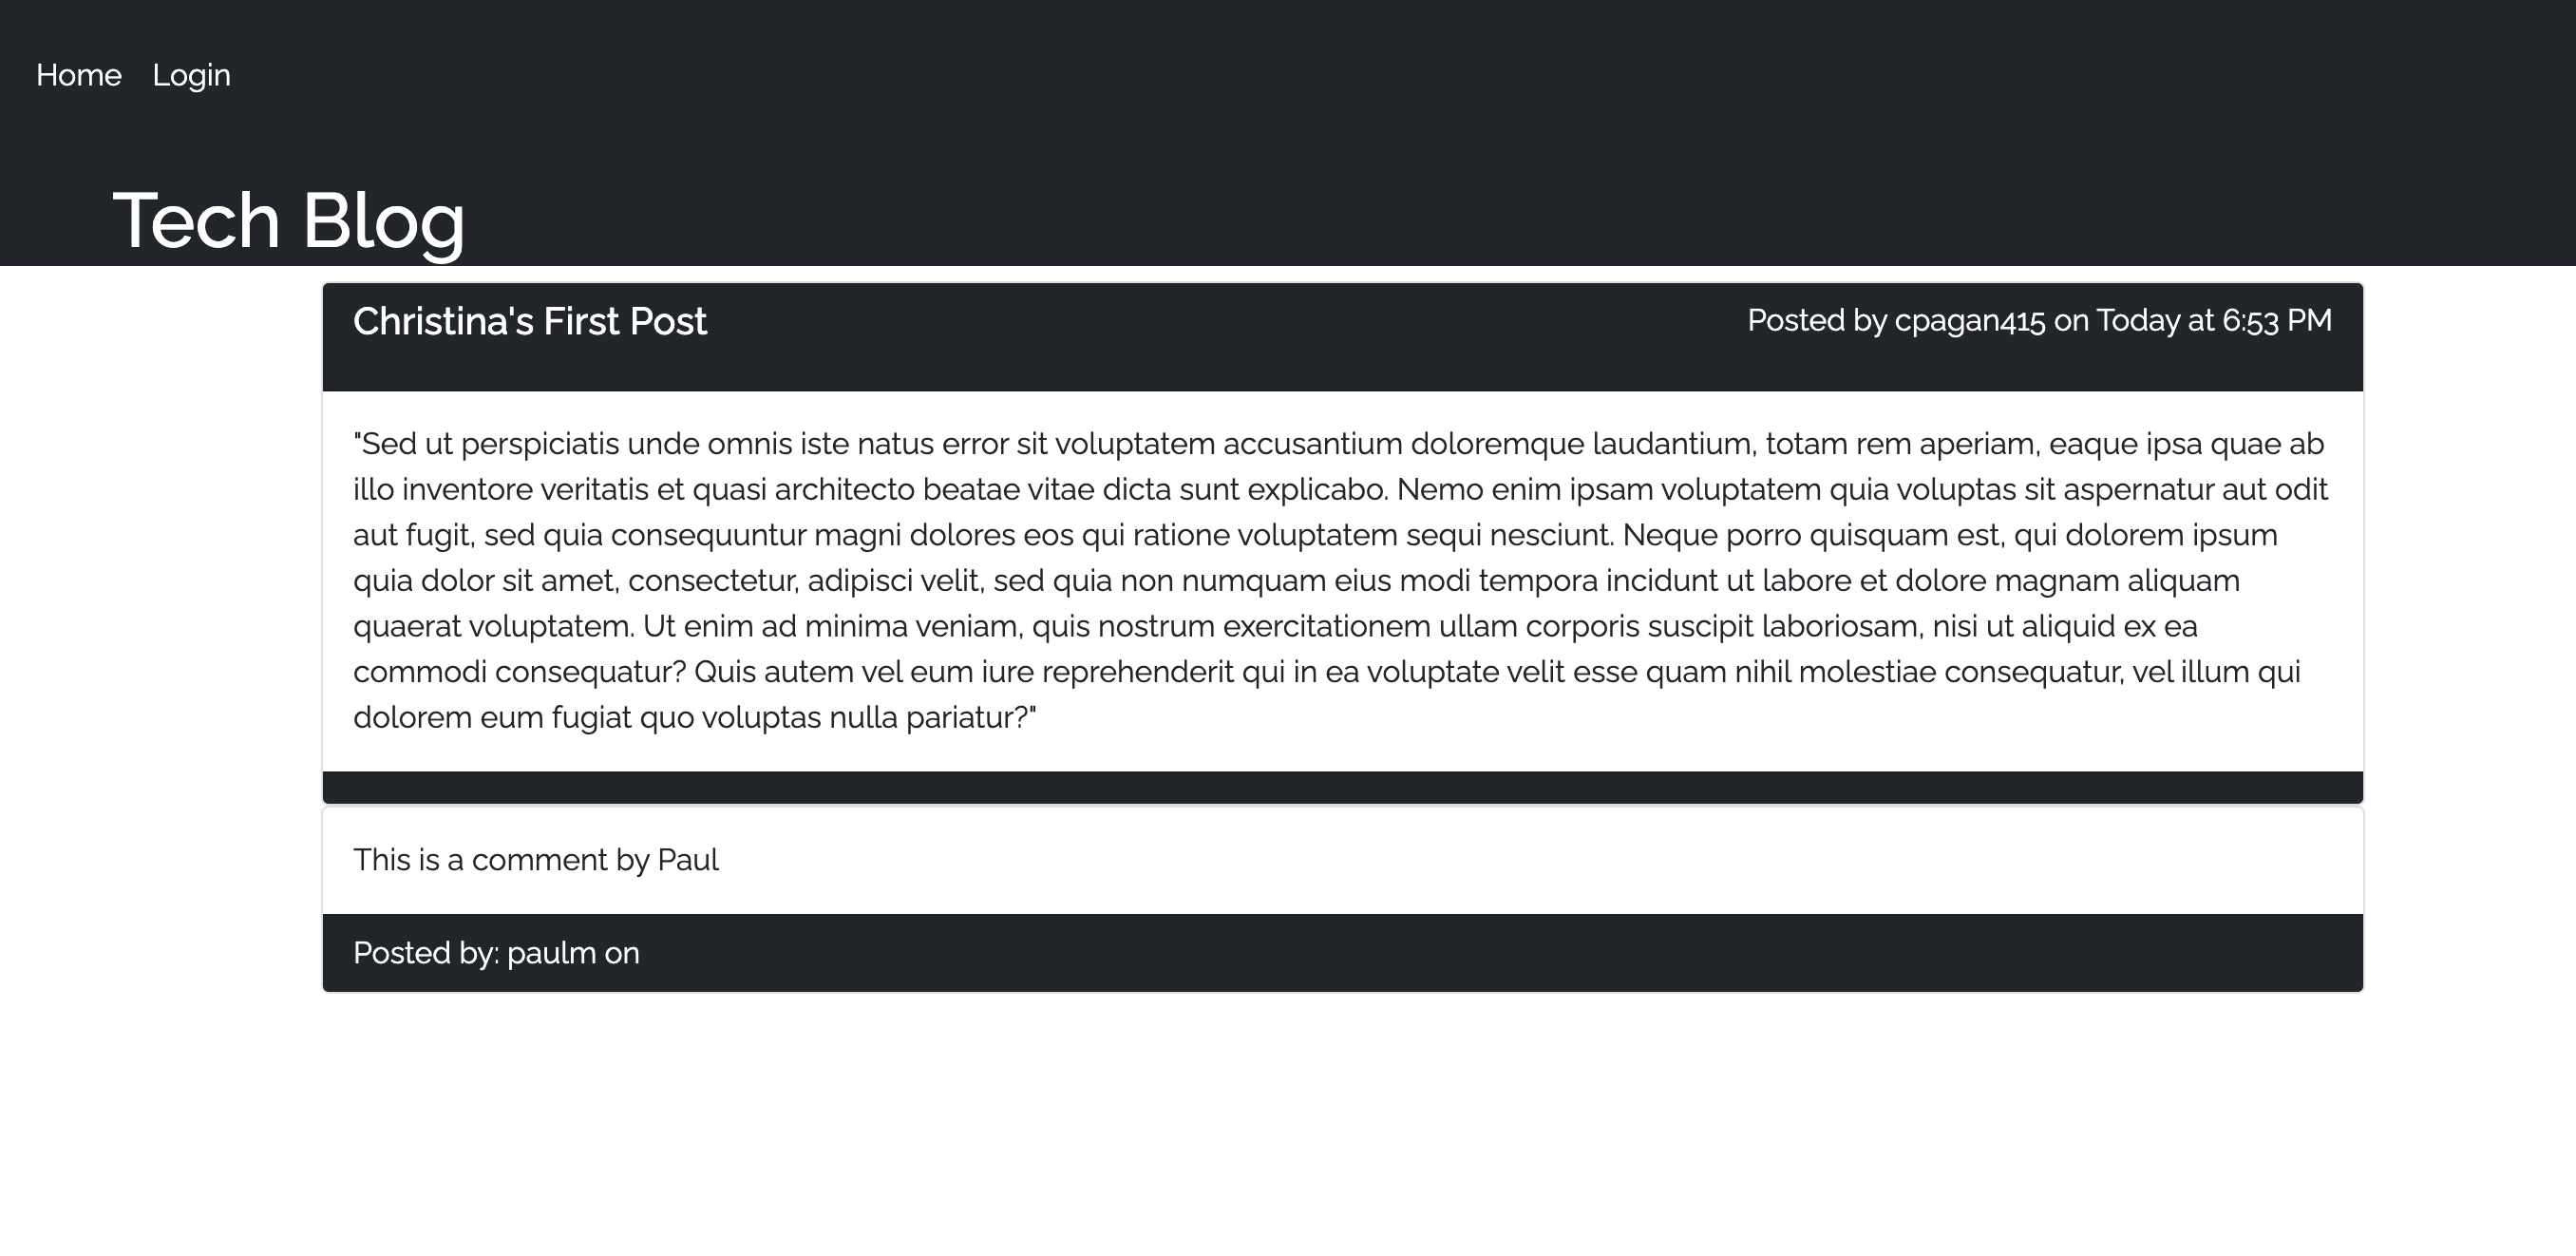 Home Login
Tech Blog
Christina's First Post Posted by cpagan415 on Today at 6:53 PM
"Sed ut perspiciatis unde omnis iste natus error sit voluptatem accusantium doloremque laudantium, totam rem aperiam, eaque ipsa quae ab
illo inventore veritatis et quasi architecto beatae vitae dicta sunt explicabo. Nemo enim ipsam voluptatem quia voluptas sit aspernatur aut odit
aut fugit, sed quia consequuntur magni dolores eos qui ratione voluptatem sequi nesciunt. Neque porro quisquam est, qui dolorem ipsum
quia dolor sit amet, consectetur, adipisci velit, sed quia non numquam eius modi tempora incidunt ut labore et dolore magnam aliquam
quaerat voluptatem. Ut enim ad minima veniam, quis nostrum exercitationem ullam corporis suscipit laboriosam, nisi ut aliquid ex ea
commodi consequatur? Quis autem vel eum iure reprehenderit qui in ea voluptate velit esse quam nihil molestiae consequatur, vel illum qui
dolorem eum fugiat quo voluptas nulla pariatur?"
This is a comment by Paul
Posted by: paulm on